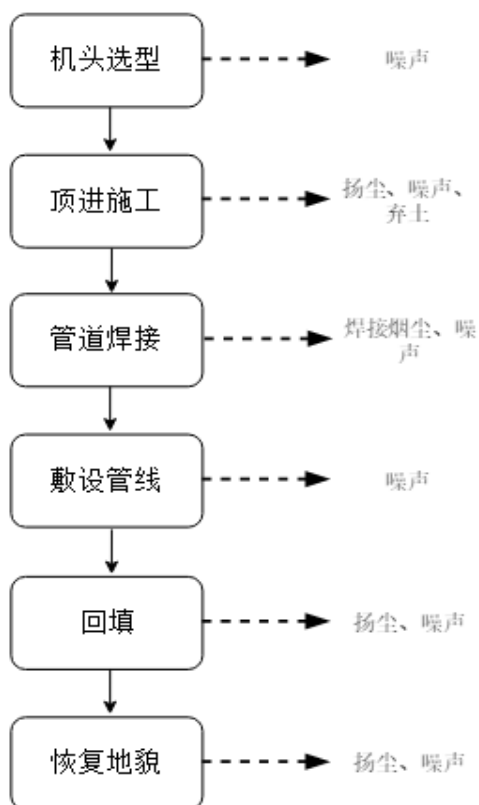 机头选型
噪声
顶进施工
扬尘、噪声、
弃土
管道焊接
焊接烟尘、噪
声
敷设管线
噪声
回填
扬尘、噪声
恢复地貌
扬尘、噪声